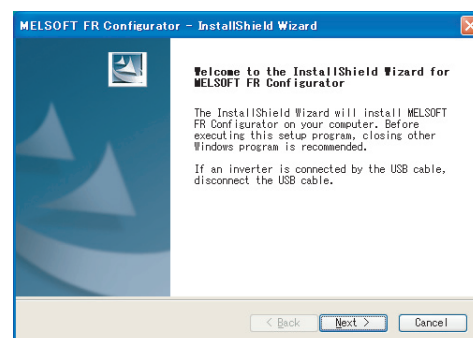 MELSOFT FR Configurator - InstallShield Wizard
Welcome to the InstallShield Wizard for
MELSOFT FR Configurator
The InstallShield Wizard will install MELSOFT
FR Configurator on your computer. Before
executing this setup program, closing other
Windows program is recommended.
If an inverter is connected by the USB cable,
disconnect the USB cable.
< Back
Next >
Cancel